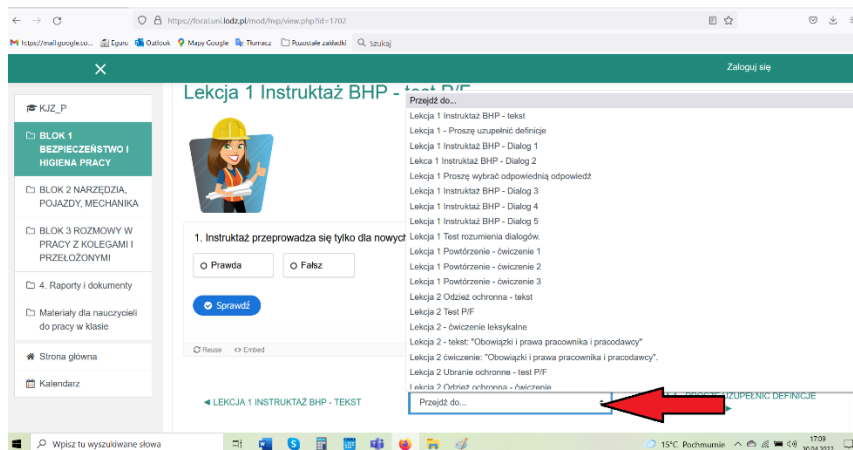 https://focal.uni.lodz.pl/mod/hvp/view.php?id=1702
https://mail.google.co... Eguru Outlook Mapy Google Tłumacz Pozostałe zakładki Szukaj
Zaloguj się
Lekcja 1 Instruktaż BHP - test P/F
KJZ_P
BLOK 1
BEZPIECZEŃSTWO I
HIGIENA PRACY
BLOK 2 NARZĘDZIA,
POJAZDY, MECHANIKA
BLOK 3 ROZMOWY W
PRACY Z KOLEGAMI I
PRZEŁOŻONYMI
4. Raporty i dokumenty
Materiały dla nauczycieli
do pracy w klasie
Strona główna
Kalendarz
1. Instruktaż przeprowadza się tylko dla nowych
Prawda Fałsz
Sprawdź
Reuse <> Embed
Przejdź do...
Lekcja 1 Instruktaż BHP - tekst
Lekcja 1 - Proszę uzupełnić definicje
Lekcja 1 Instruktaż BHP - Dialog 1
Lekca 1 Instruktaż BHP - Dialog 2
Lekcja 1 Proszę wybrać odpowiednią odpowiedź
Lekcja 1 Instruktaż BHP - Dialog 3
Lekcja 1 Instruktaż BHP - Dialog 4
Lekcja 1 Instruktaż BHP - Dialog 5
Lekcja 1 Test rozumienia dialogów.
Lekcja 1 Powtórzenie - ćwiczenie 1
Lekcja 1 Powtórzenie - ćwiczenie 2
Lekcja 1 Powtórzenie - ćwiczenie 3
Lekcja 2 Odzież ochronna - tekst
Lekcja 2 Test P/F
Lekcja 2 - ćwiczenie leksykalne
Lekcja 2 - tekst: "Obowiązki i prawa pracownika i pracodawcy"
Lekcja 2 ćwiczenie: "Obowiązki i prawa pracownika i pracodawcy".
Lekcja 2 Ubranie ochronne - test P/F
Lekcja 2 Odzież ochronna - ćwiczenie
◄ LEKCJA 1 INSTRUKTAŻ BHP - TEKST
Przejdź do...
UZUPEŁNIĆ DEFINICJE ►
Wpisz tu wyszukiwane słowa
15°C Pochmurnie
17:09
10.04.2022